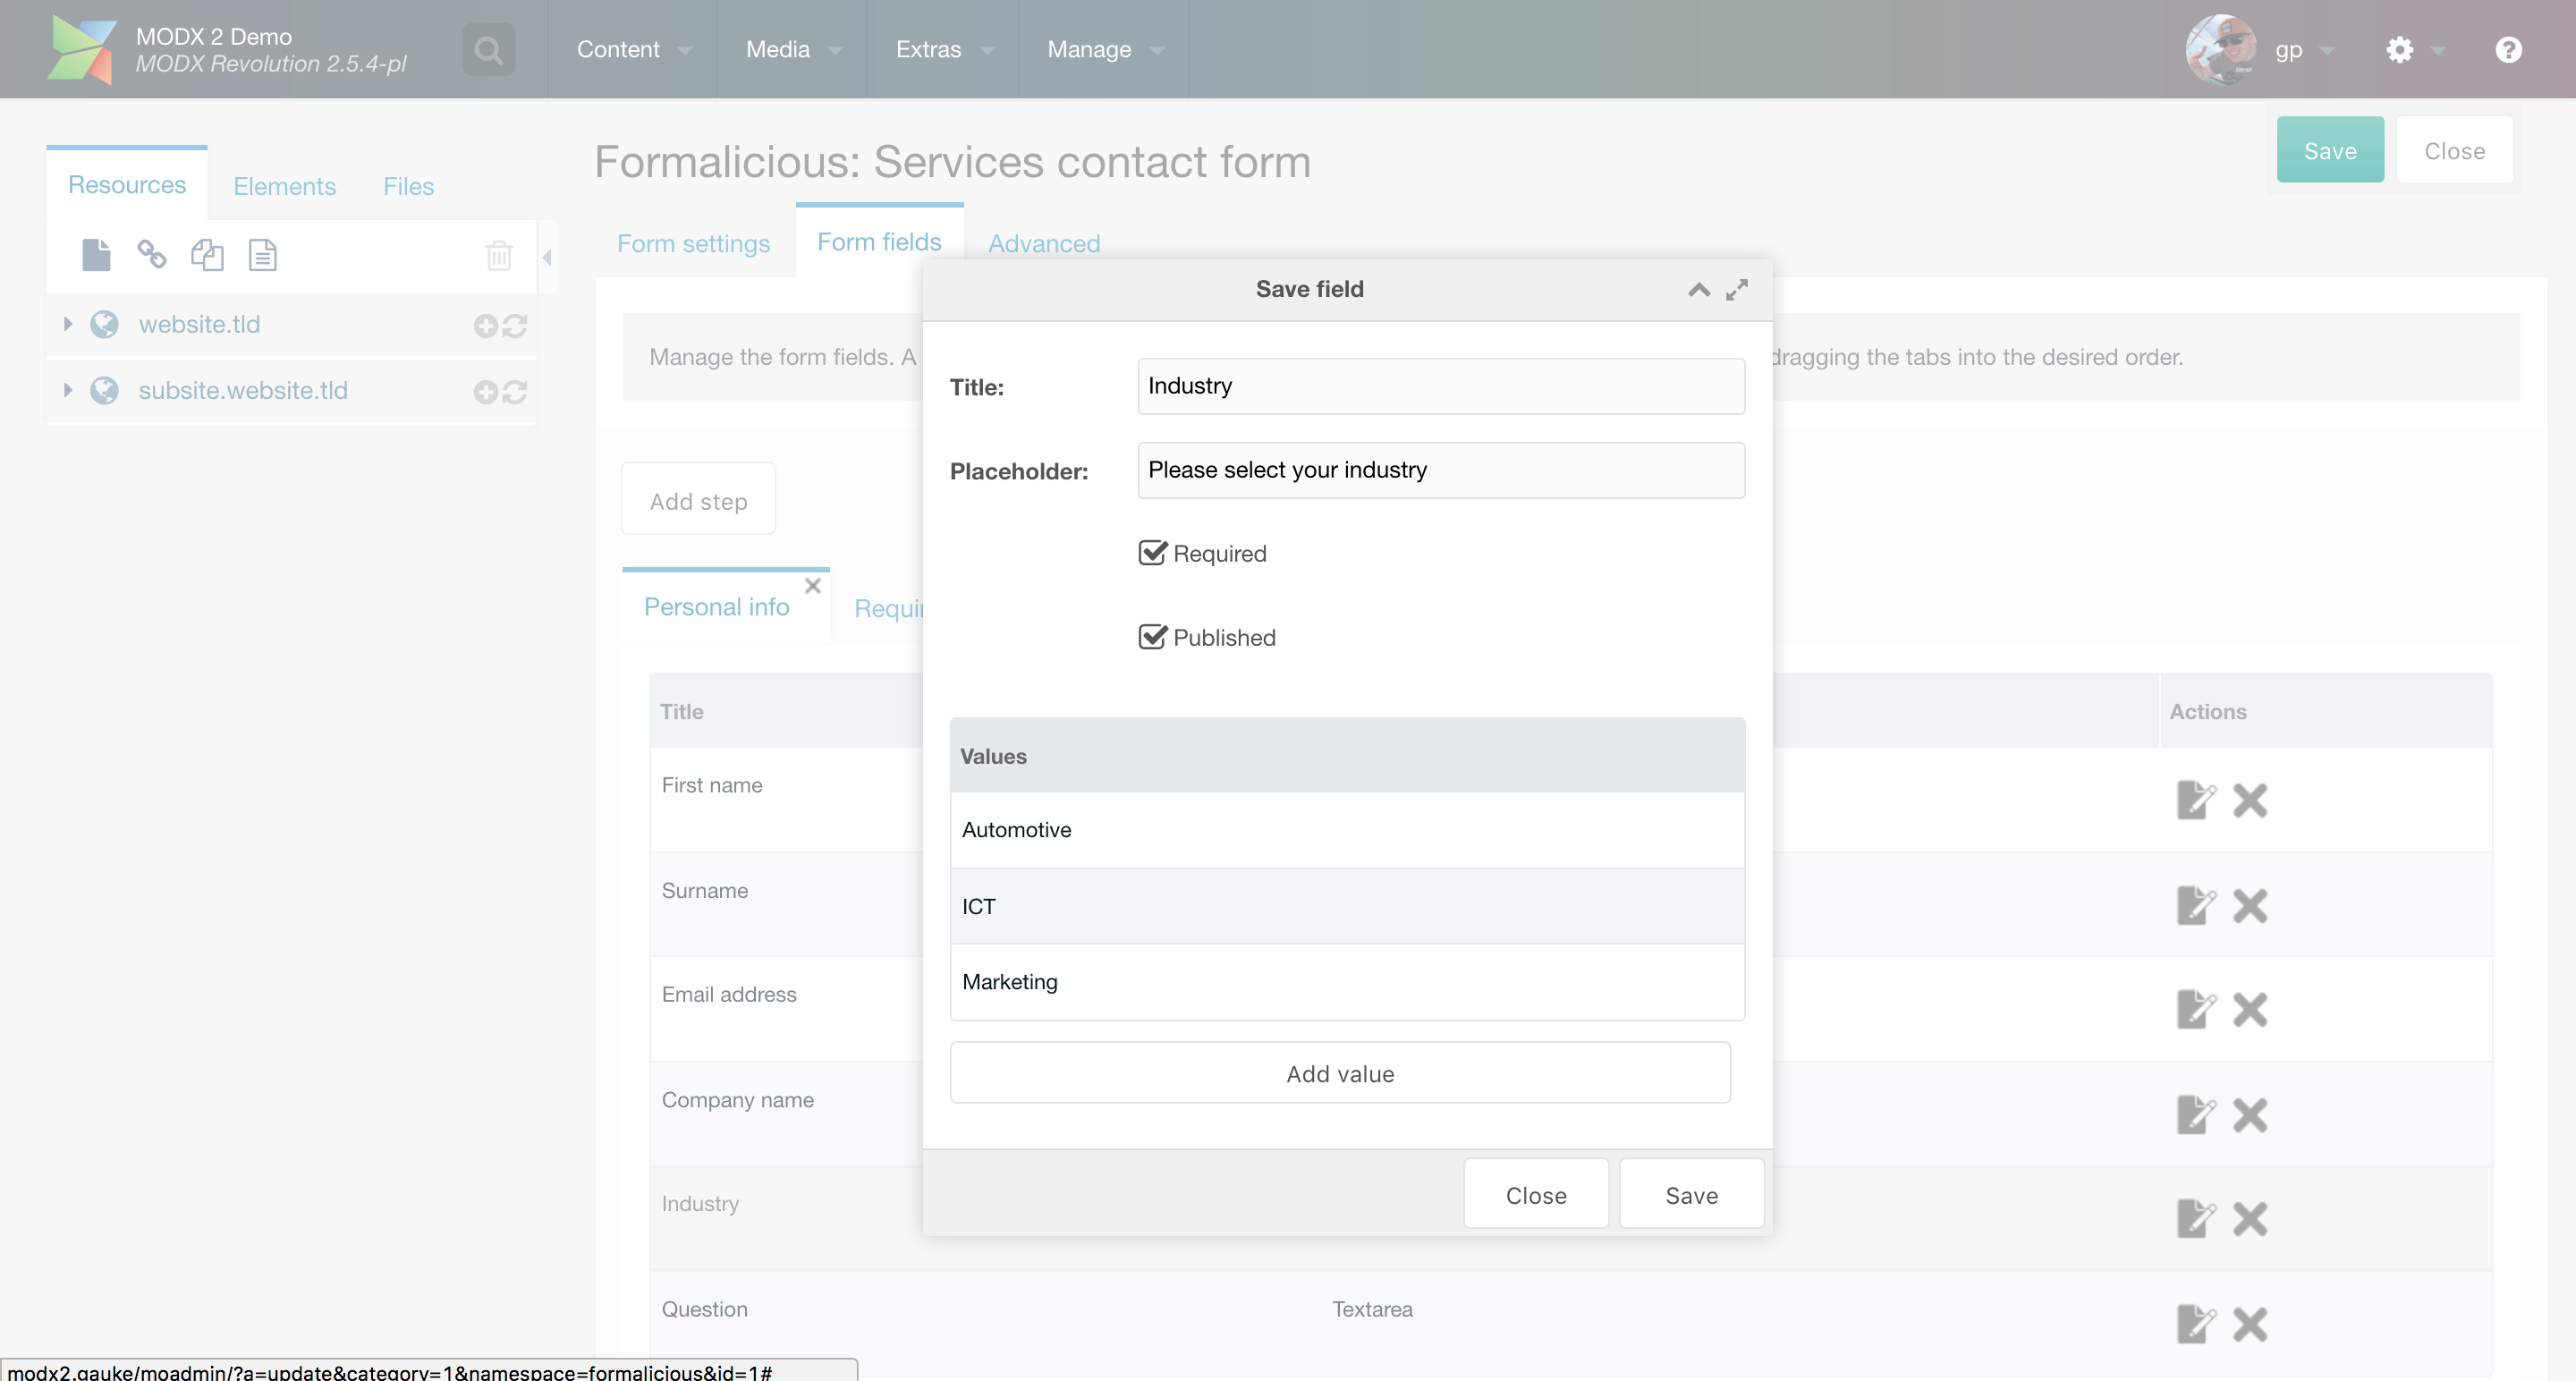 MODX 2 Demo
MODX Revolution 2.5.4-pl
Content
Media
Extras
Manage
gp
Resources
Elements
Files
website.tld
subsite.website.tld
Formalicious: Services contact form
Save
Close
Form settings
Form fields
Advanced
Manage the form fields. A
dragging the tabs into the desired order.
Add step
Personal info
Title
Actions
First name
Surname
Email address
Company name
Industry
Question
Textarea
Save field
Title:
Industry
Placeholder:
Please select your industry
Required
Published
Values
Automotive
ICT
Marketing
Add value
Close
Save
modx2.gauke/moadmin/?a=update&category=1&namespace=formalicious&id=1#